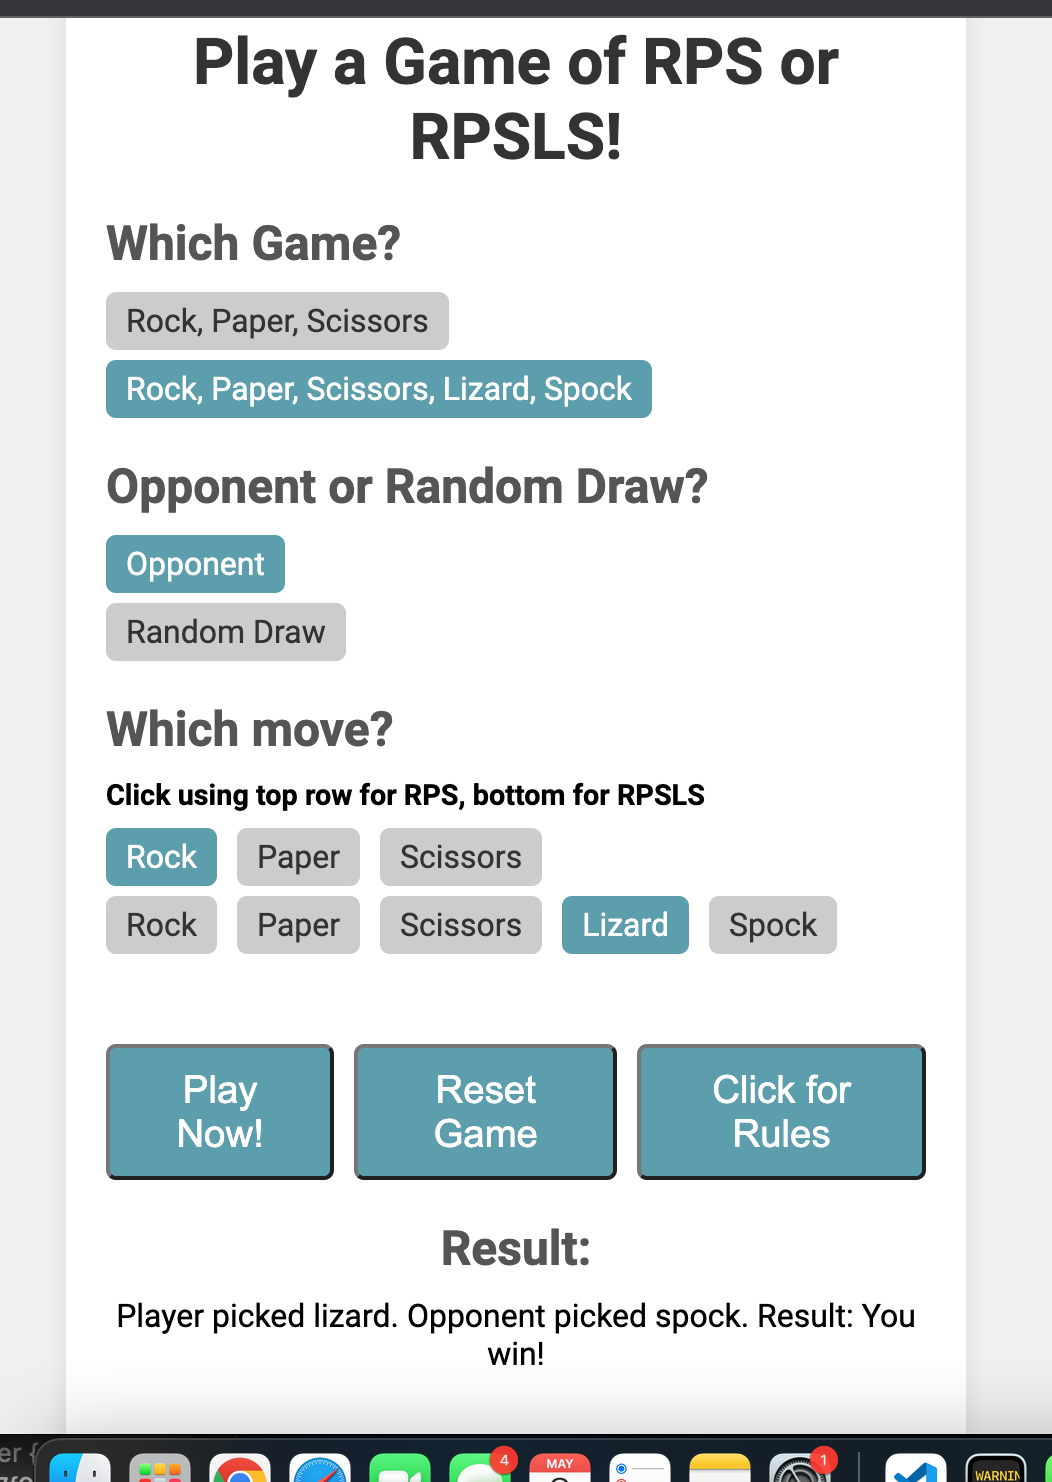 Play a Game of RPS or
RPSLS!
Which Game?
Rock, Paper, Scissors
Rock, Paper, Scissors, Lizard, Spock
Opponent or Random Draw?
Opponent
Random Draw
Which move?
Click using top row for RPS, bottom for RPSLS
Rock Paper Scissors
Rock Paper Scissors Lizard Spock
Play Now! Reset Game Click for Rules
Result:
Player picked lizard. Opponent picked spock. Result: You
win!
er {
4 MAY 1